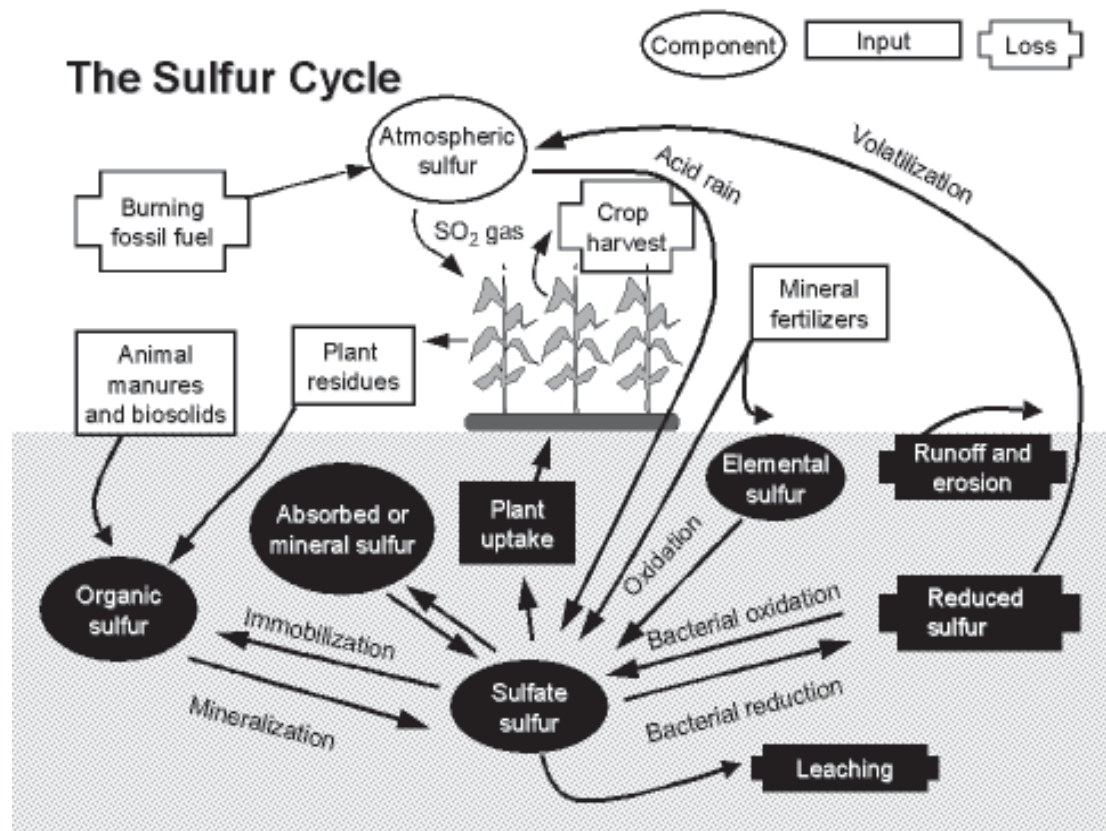 Component
Input
Loss
The Sulfur Cycle
Atmospheric
sulfur
Acid rain
Volatilization
Burning
fossil fuel
SO₂ gas
Crop
harvest
Mineral
fertilizers
Animal
manures
and biosolids
Plant
residues
Elemental
sulfur
Runoff and
erosion
Absorbed or
mineral sulfur
Plant
uptake
Oxidation
Organic
sulfur
Immobilization
Bacterial oxidation
Reduced
sulfur
Mineralization
Sulfate
sulfur
Bacterial reduction
Leaching